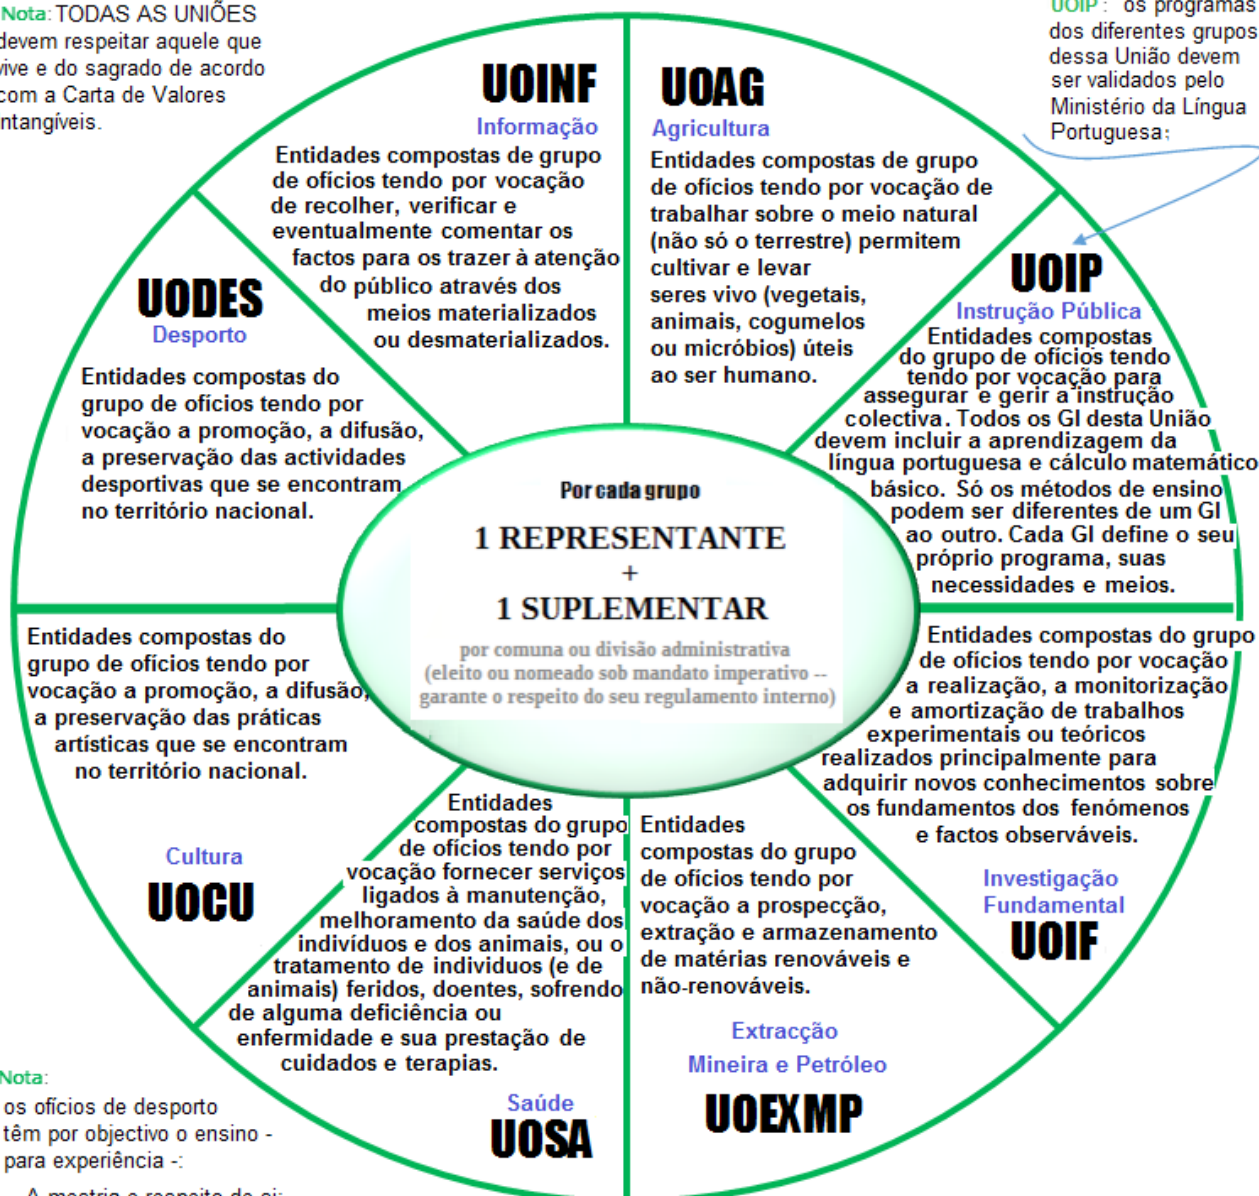 Nota: TODAS AS UNIÕES
devem respeitar aquele que
vive e do sagrado de acordo
com a Carta de Valores
ntangíveis.
UOIP : os programas
dos diferentes grupos
dessa União devem
ser validados pelo
Ministério da Língua
Portuguesa;
UOINF
Informação
Entidades compostas de grupo
de ofícios tendo por vocação
de recolher, verificar e
eventualmente comentar os
factos para os trazer à atenção
do público através dos
meios materializados
ou desmaterializados.
UOAG
Agricultura
Entidades compostas de grupo
de ofícios tendo por vocação de
trabalhar sobre o meio natural
(não só o terrestre) permitem
cultivar e levar
seres vivo (vegetais,
animais, cogumelos
ou micróbios) úteis
ao ser humano.
UOIP
Instrução Pública
Entidades compostas
do grupo de ofícios tendo
tendo por vocação para
assegurar e gerir a instrução
colectiva. Todos os GI desta União
devem incluir a aprendizagem da
língua portuguesa e cálculo matemático
básico. Só os métodos de ensino
podem ser diferentes de um GI
ao outro. Cada GI define o seu
próprio programa, suas
necessidades e meios.
UODES
Desporto
Entidades compostas do
grupo de ofícios tendo por
vocação a promoção, a difusão,
a preservação das actividades
desportivas que se encontram
no território nacional.
Por cada grupo
1 REPRESENTANTE
+
1 SUPLEMENTAR
por comuna ou divisão administrativa
(eleito ou nomeado sob mandato imperativo --
garante o respeito do seu regulamento interno)
Entidades compostas do
grupo de ofícios tendo por
vocação a promoção, a difusão,
a preservação das práticas
artísticas que se encontram
no território nacional.
Cultura
UOCU
Entidades compostas do grupo
de ofícios tendo por vocação
a realização, a monitorização
e amortização de trabalhos
experimentais ou teóricos
realizados principalmente para
adquirir novos conhecimentos sobre
os fundamentos dos fenómenos
e factos observáveis.
Investigação
Fundamental
UOIF
Entidades
compostas do grupo
de ofícios tendo por
vocação fornecer serviços
ligados à manutenção,
melhoramento da saúde dos
indivíduos e dos animais, ou o
tratamento de individuos (e de
animais) feridos, doentes, sofrendo
de alguma deficiência ou
enfermidade e sua prestação de
cuidados e terapias.
Saúde
UOSA
Entidades
compostas do grupo
de ofícios tendo por
vocação a prospecção,
extração e armazenamento
de matérias renováveis e
não-renováveis.
Extracção
Mineira e Petróleo
UOEXMP
Nota:
os ofícios de desporto
têm por objectivo o ensino -
para experiência -:
A mestria e respeito de si;